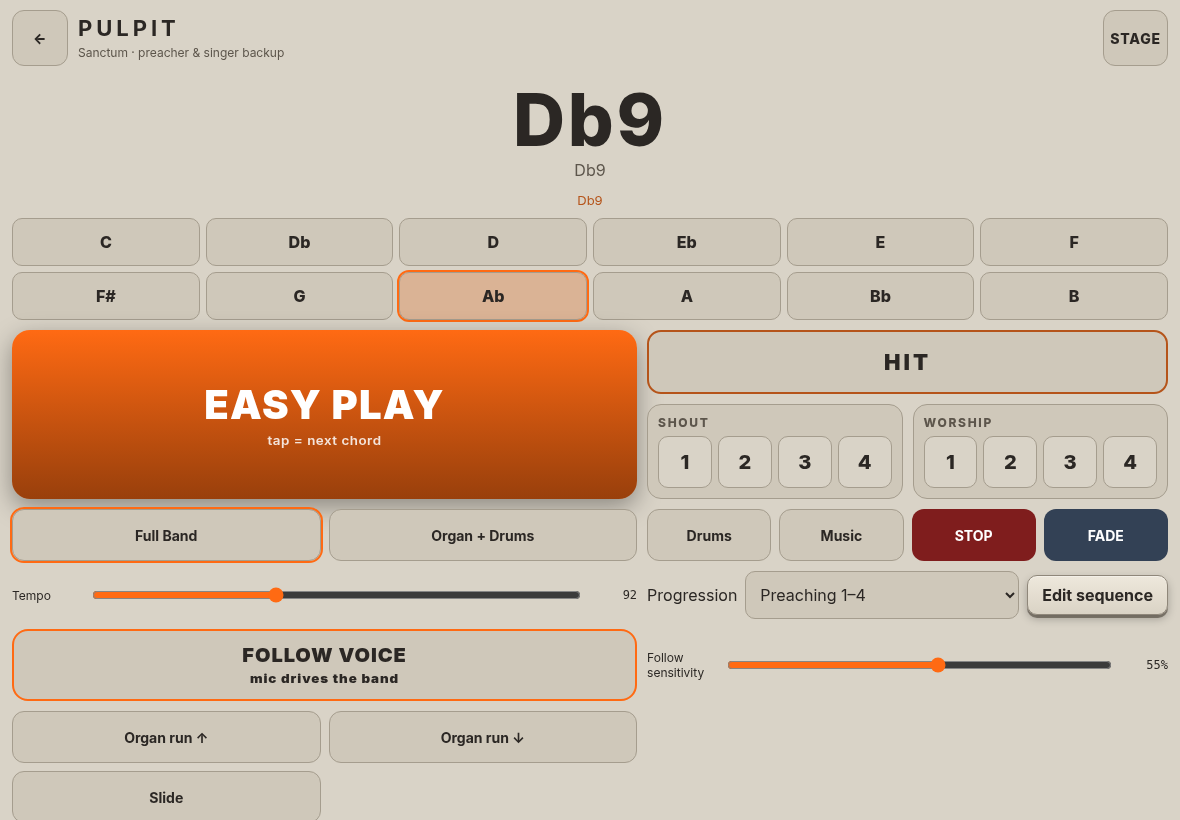 ←
PULPIT
Sanctum · preacher & singer backup
STAGE
Db9
Db9
Db9
C Db D Eb E F
F# G Ab A Bb B
EASY PLAY
tap = next chord
HIT
SHOUT
1 2 3 4
WORSHIP
1 2 3 4
Full Band
Organ + Drums
Drums
Music
STOP
FADE
Tempo
92
Progression
Preaching 1–4
Edit sequence
FOLLOW VOICE
mic drives the band
Follow
sensitivity
55%
Organ run ↑
Organ run ↓
Slide